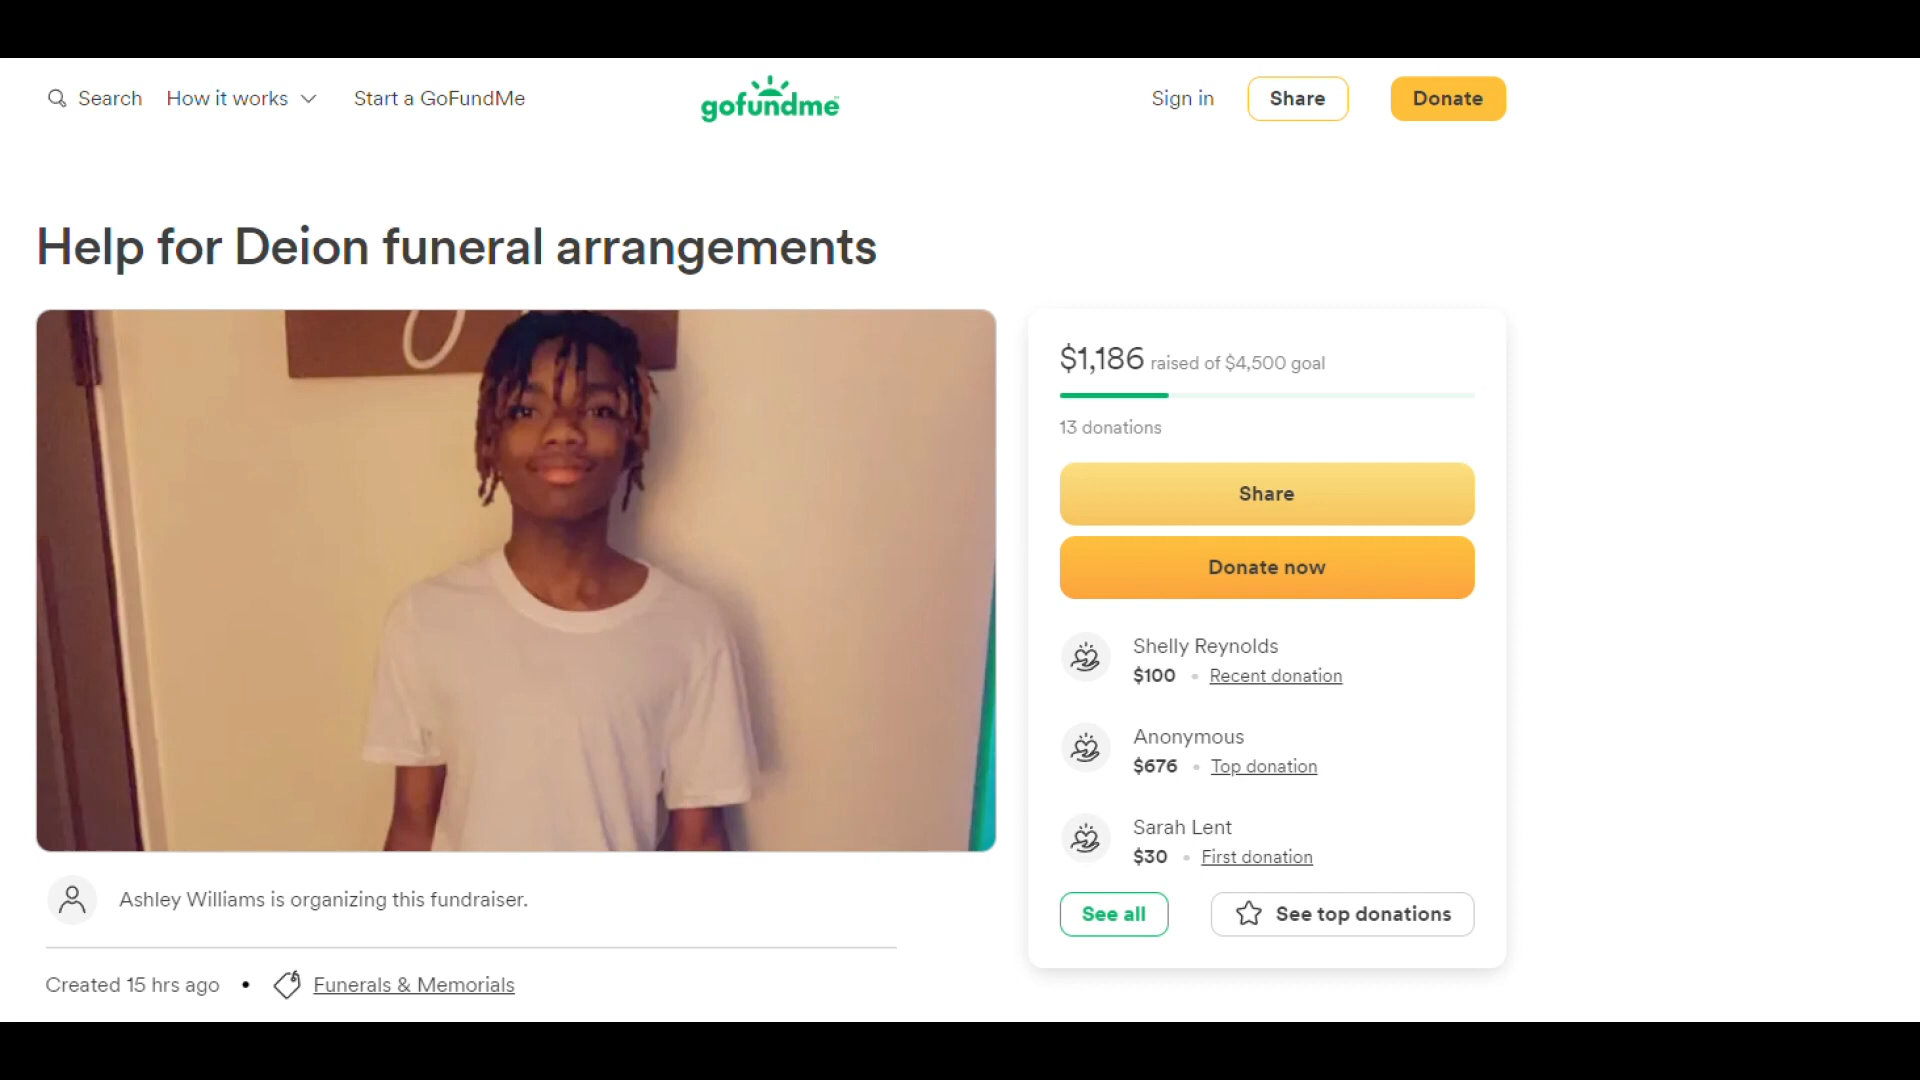 Search How it works Start a GoFundMe gofundme Sign in Share Donate
Help for Deion funeral arrangements
$1,186 raised of $4,500 goal
13 donations
Share
Donate now
Shelly Reynolds
$100 • Recent donation
Anonymous
$676 • Top donation
Sarah Lent
$30 • First donation
See all See top donations
Ashley Williams is organizing this fundraiser.
Created 15 hrs ago • Funerals & Memorials